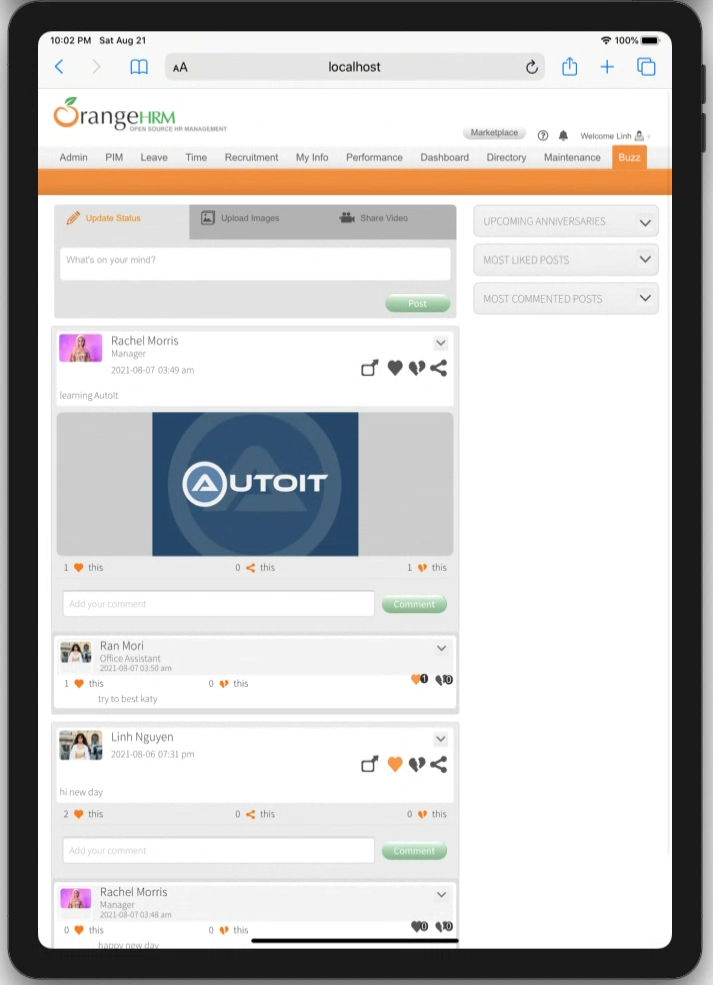 10:02 PM Sat Aug 21 100%
AA localhost
OrangeHRM
OPEN SOURCE HR MANAGEMENT
Marketplace Welcome Linh
Admin PIM Leave Time Recruitment My Info Performance Dashboard Directory Maintenance Buzz
Update Status Upload Images Share Video
What's on your mind?
Post
UPCOMING ANNIVERSARIES
MOST LIKED POSTS
MOST COMMENTED POSTS
Rachel Morris
Manager
2021-08-07 03:49 am
learning AutoIt
AUTOIT
1 this 0 this 1 this
Add your comment Comment
Ran Mori
Office Assistant
2021-08-07 03:50 am
1 this 0 this 1 0
try to best katy
Linh Nguyen
2021-08-06 07:31 pm
hi new day
2 this 0 this 0 this
Add your comment Comment
Rachel Morris
Manager
2021-08-07 03:48 am
0 this 0 this 0 0
happy new day